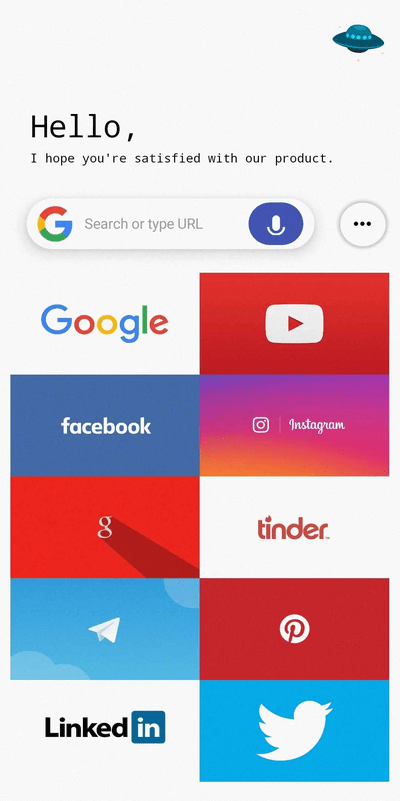 Hello,
I hope you're satisfied with our product.
Search or type URL
Google
facebook
Instagram
g
tinder
Linked in